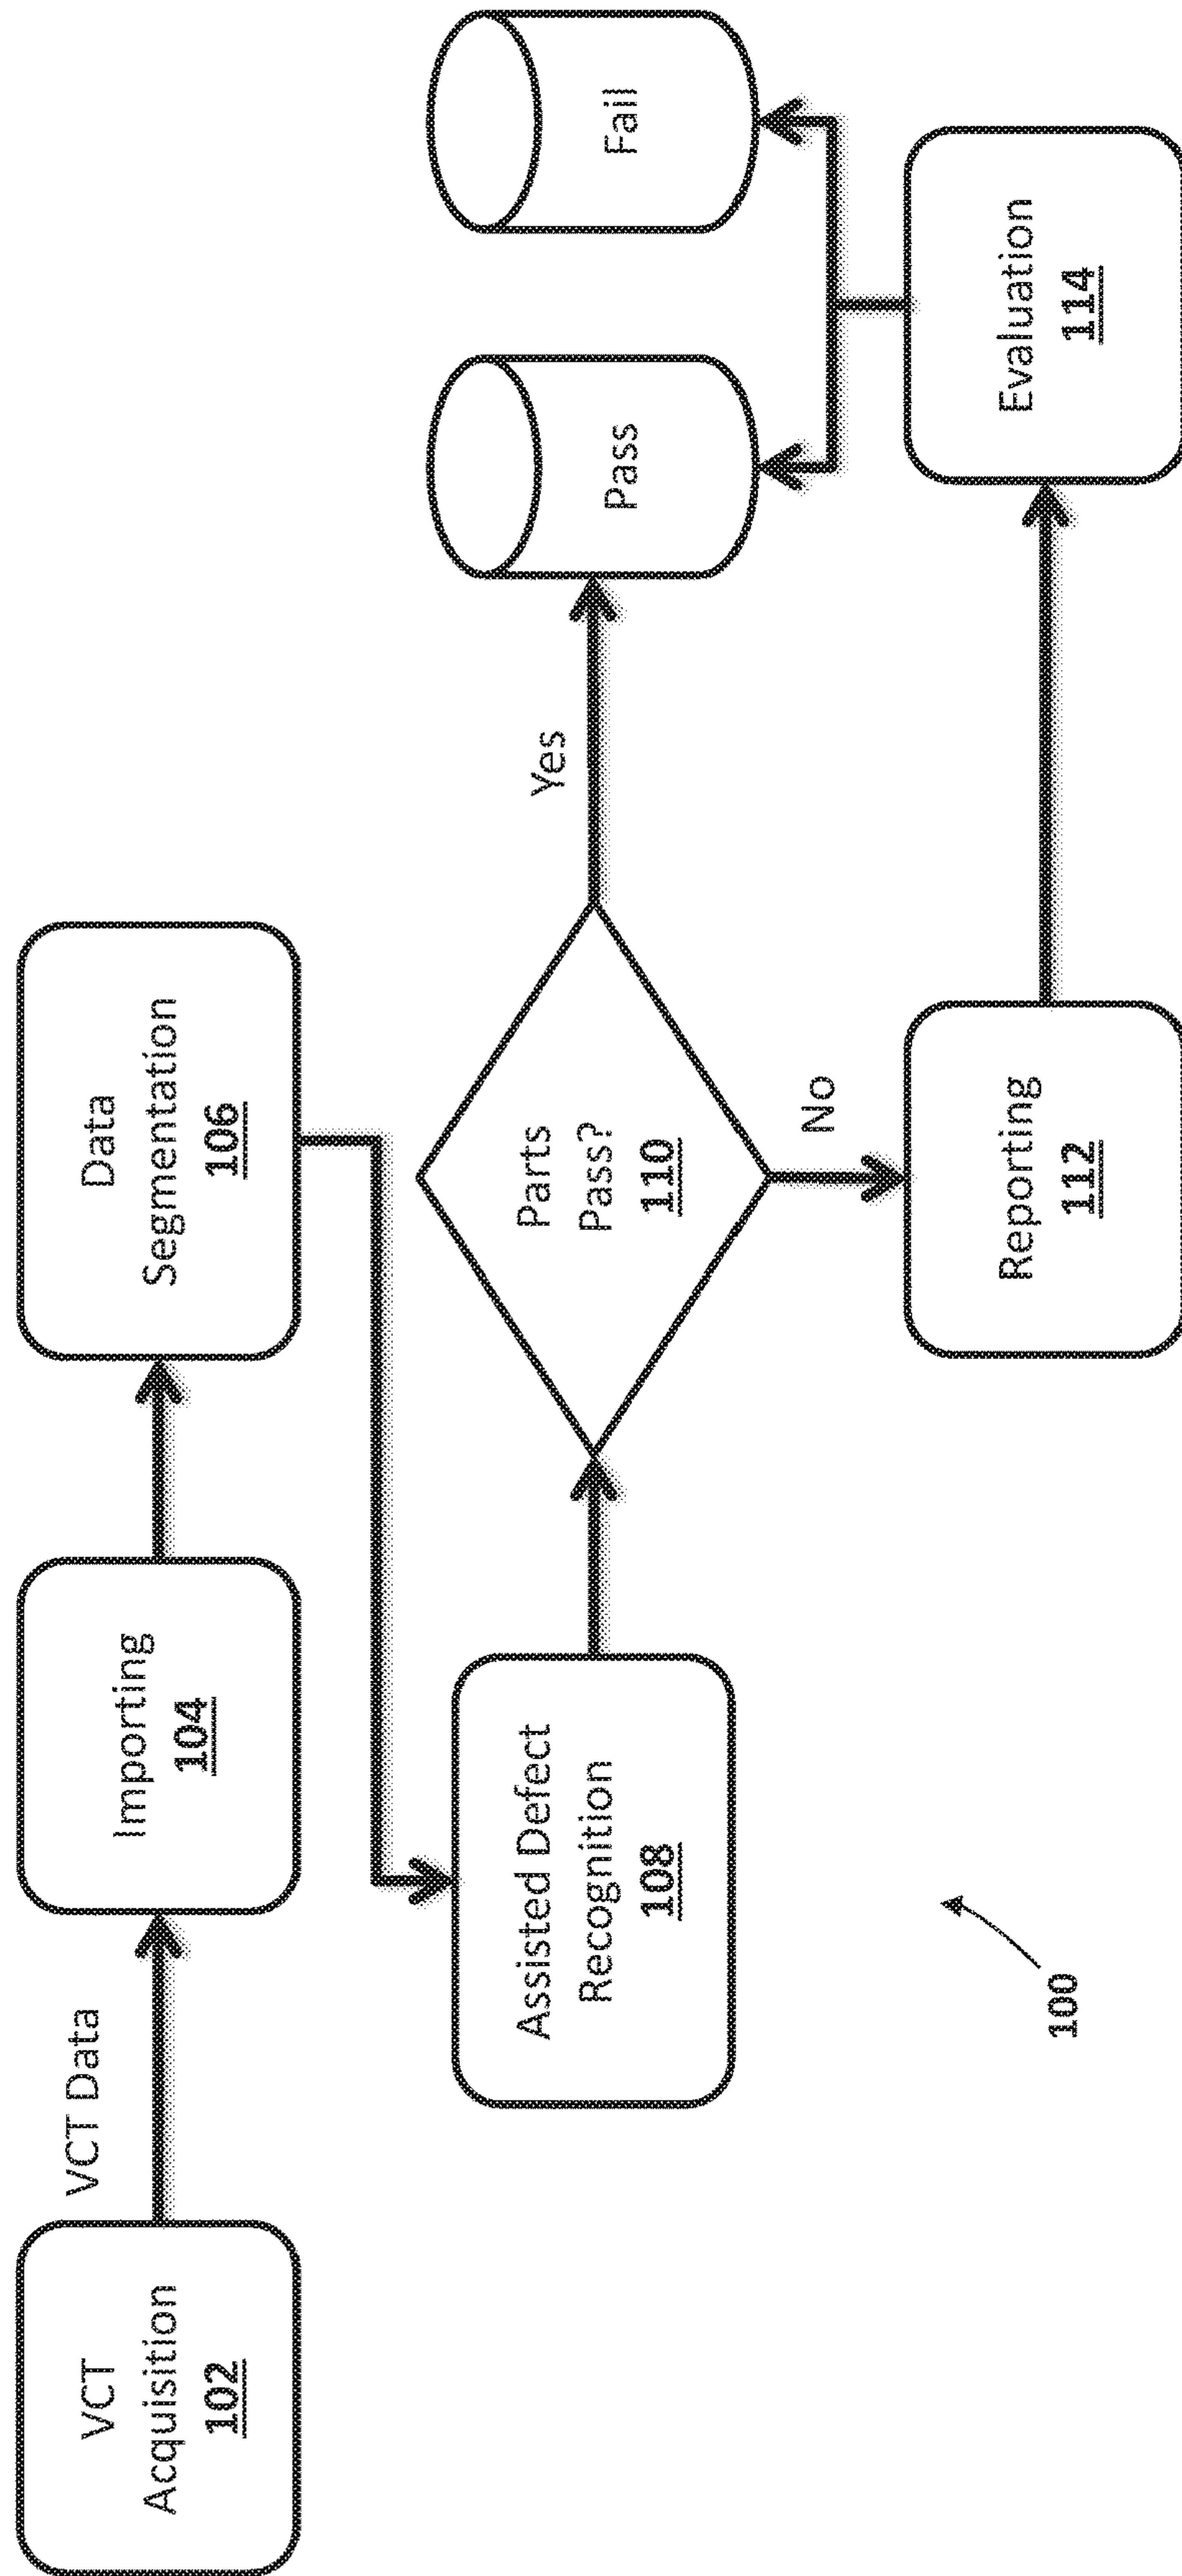 VCT
Acquisition
102
VCT Data
Importing
104
Data
Segmentation
106
Assisted Defect
Recognition
108
Parts
Pass?
110
Yes
Pass
Fail
No
Reporting
112
Evaluation
114
100